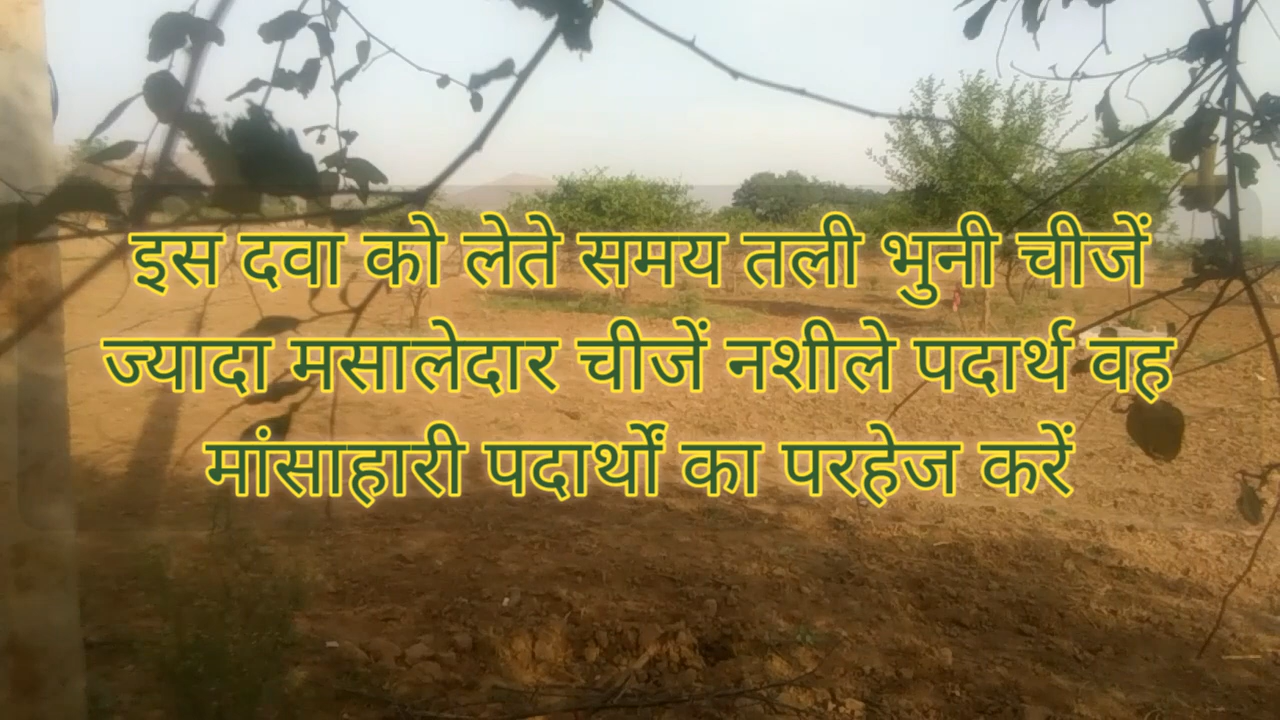 इस दवा को लेते समय तली भुनी चीजें
ज्यादा मसालेदार चीजें नशीले पदार्थ वह
मांसाहारी पदार्थों का परहेज करें